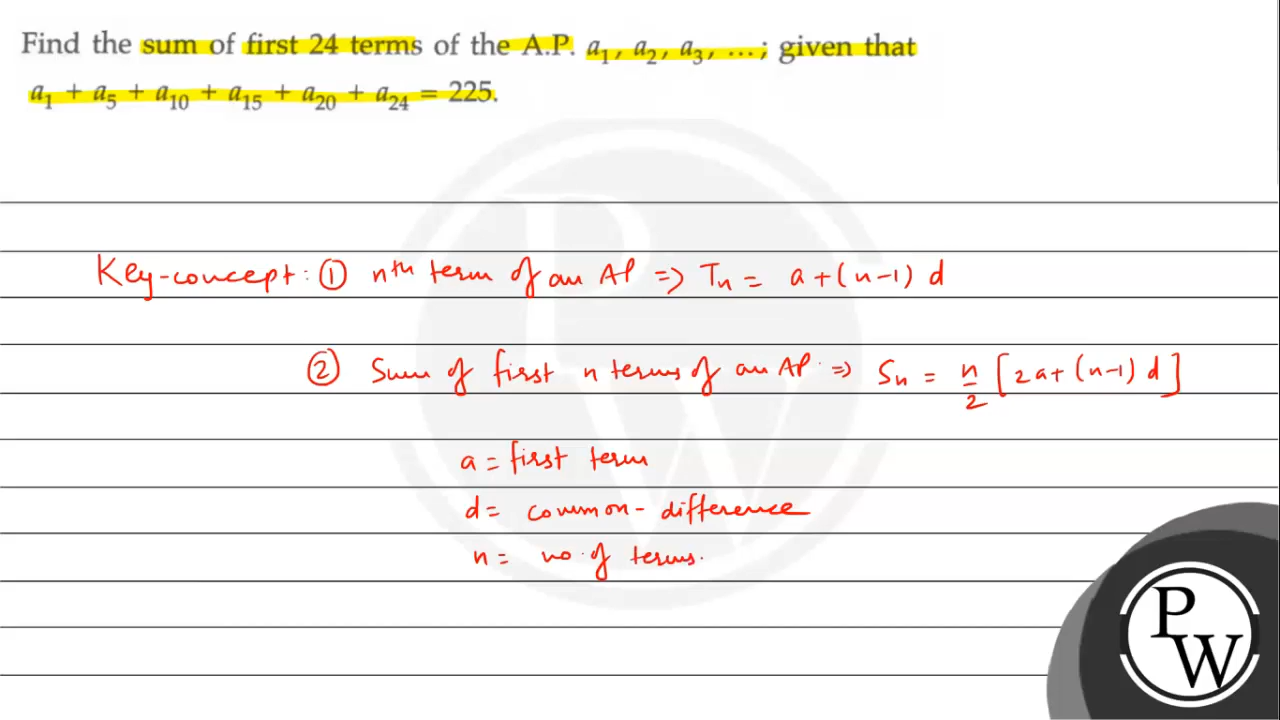 Find the sum of first 24 terms of the A.P. a₁, a₂, a₃, ...; given that
a₁ + a₅ + a₁₀ + a₁₅ + a₂₀ + a₂₄ = 225.
Key-concept: ① nth term of an AP => Tn = a+(n-1) d
② Sum of first n terms of an AP => Sn = n/2 [2a+(n-1) d]
a = first term
d = common-difference
n = no. of terms.
PW
PW